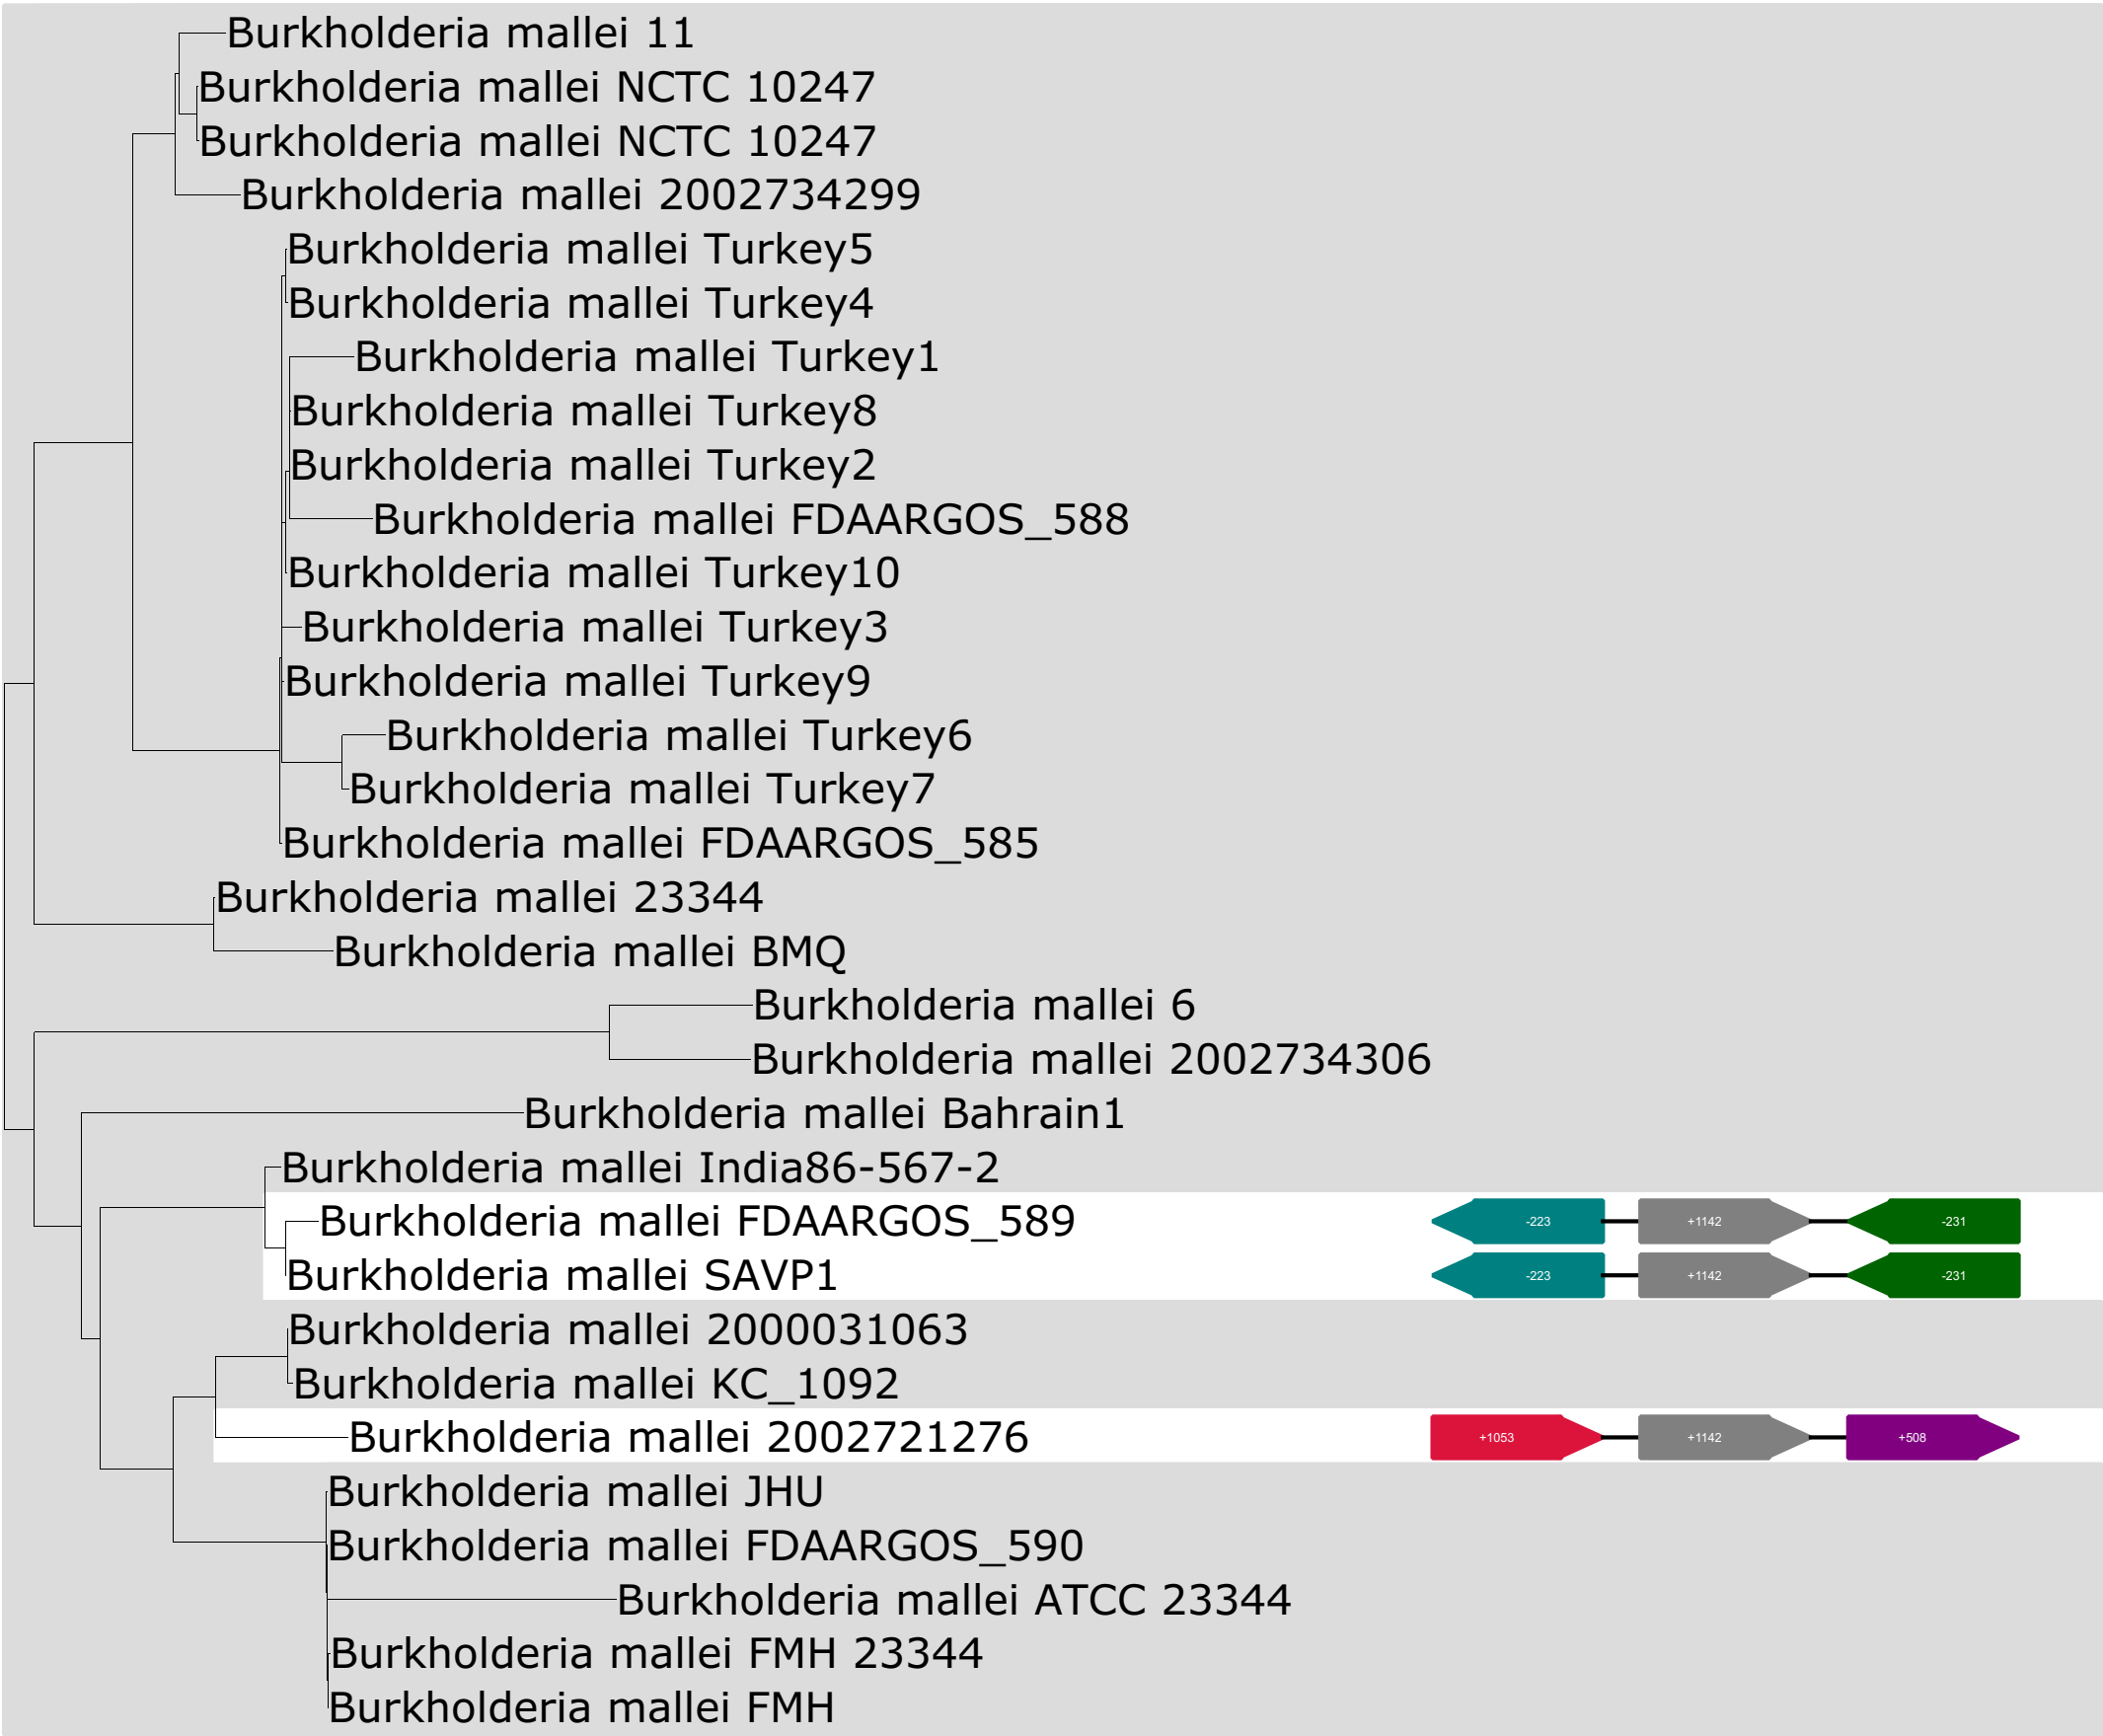 Burkholderia mallei 11
Burkholderia mallei NCTC 10247
Burkholderia mallei NCTC 10247
Burkholderia mallei 2002734299
Burkholderia mallei Turkey5
Burkholderia mallei Turkey4
Burkholderia mallei Turkey1
Burkholderia mallei Turkey8
Burkholderia mallei Turkey2
Burkholderia mallei FDAARGOS_588
Burkholderia mallei Turkey10
Burkholderia mallei Turkey3
Burkholderia mallei Turkey9
Burkholderia mallei Turkey6
Burkholderia mallei Turkey7
Burkholderia mallei FDAARGOS_585
Burkholderia mallei 23344
Burkholderia mallei BMQ
Burkholderia mallei 6
Burkholderia mallei 2002734306
Burkholderia mallei Bahrain1
Burkholderia mallei India86-567-2
Burkholderia mallei FDAARGOS_589 -223 +1142 -231
Burkholderia mallei SAVP1 -223 +1142 -231
Burkholderia mallei 2000031063
Burkholderia mallei KC_1092
Burkholderia mallei 2002721276 +1053 +1142 +508
Burkholderia mallei JHU
Burkholderia mallei FDAARGOS_590
Burkholderia mallei ATCC 23344
Burkholderia mallei FMH 23344
Burkholderia mallei FMH